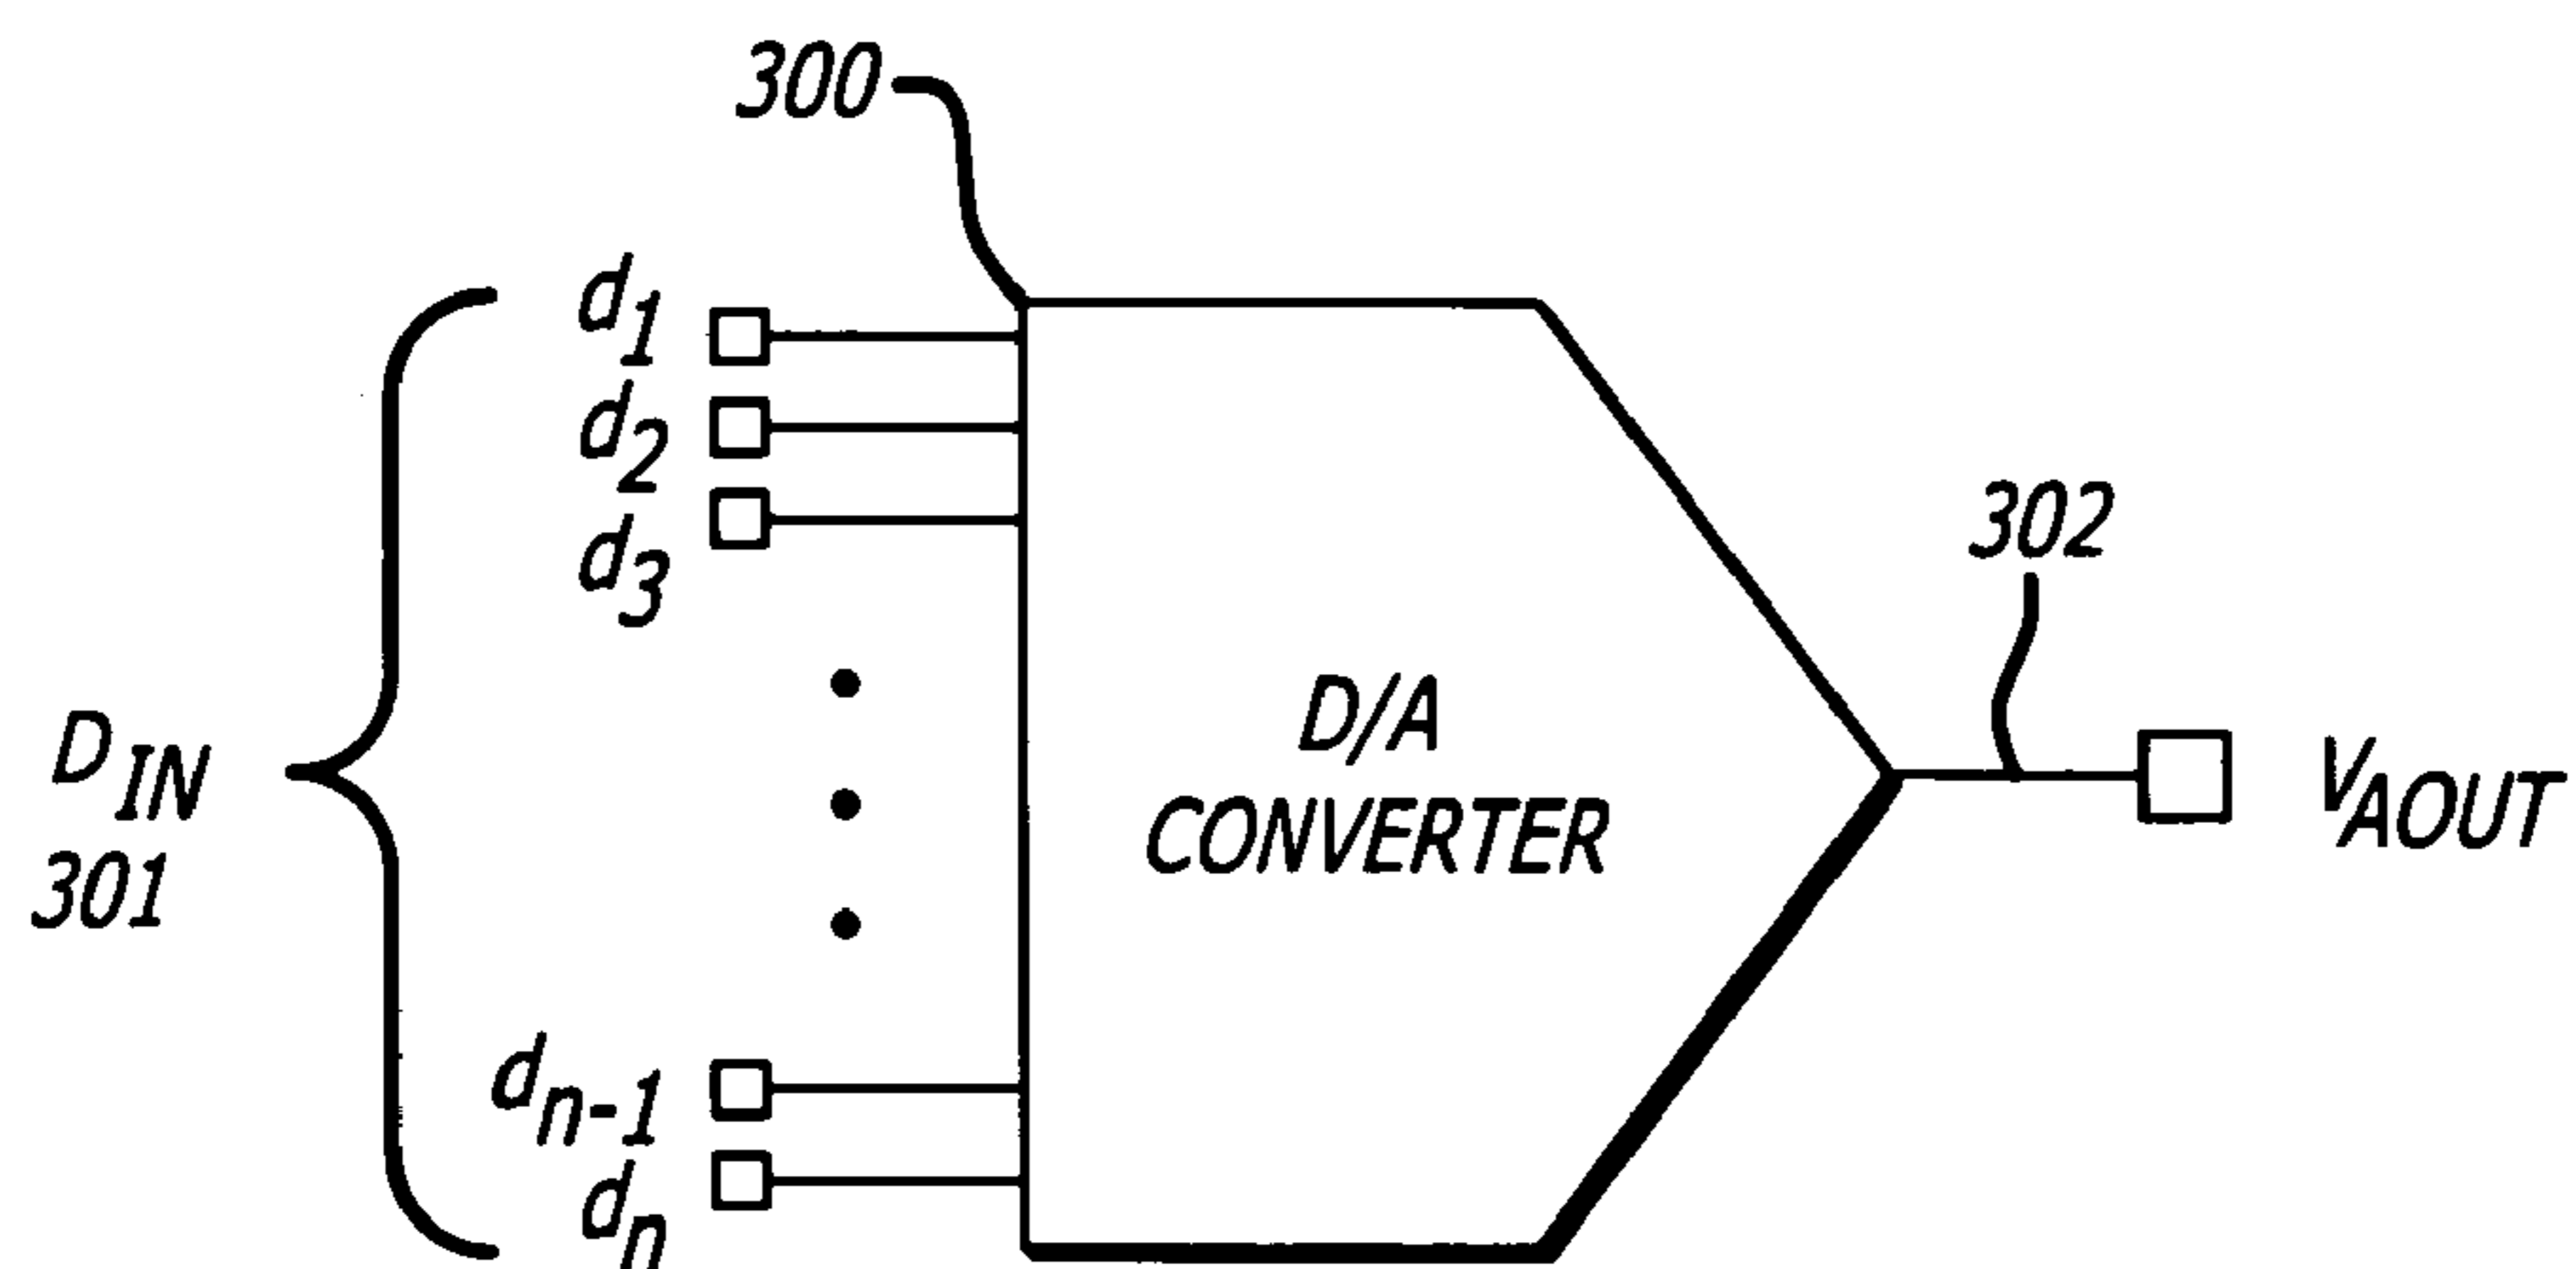 300
d1
d2
d3
302
D/A
CONVERTER
DIN
301
VAOUT
dn-1
dn